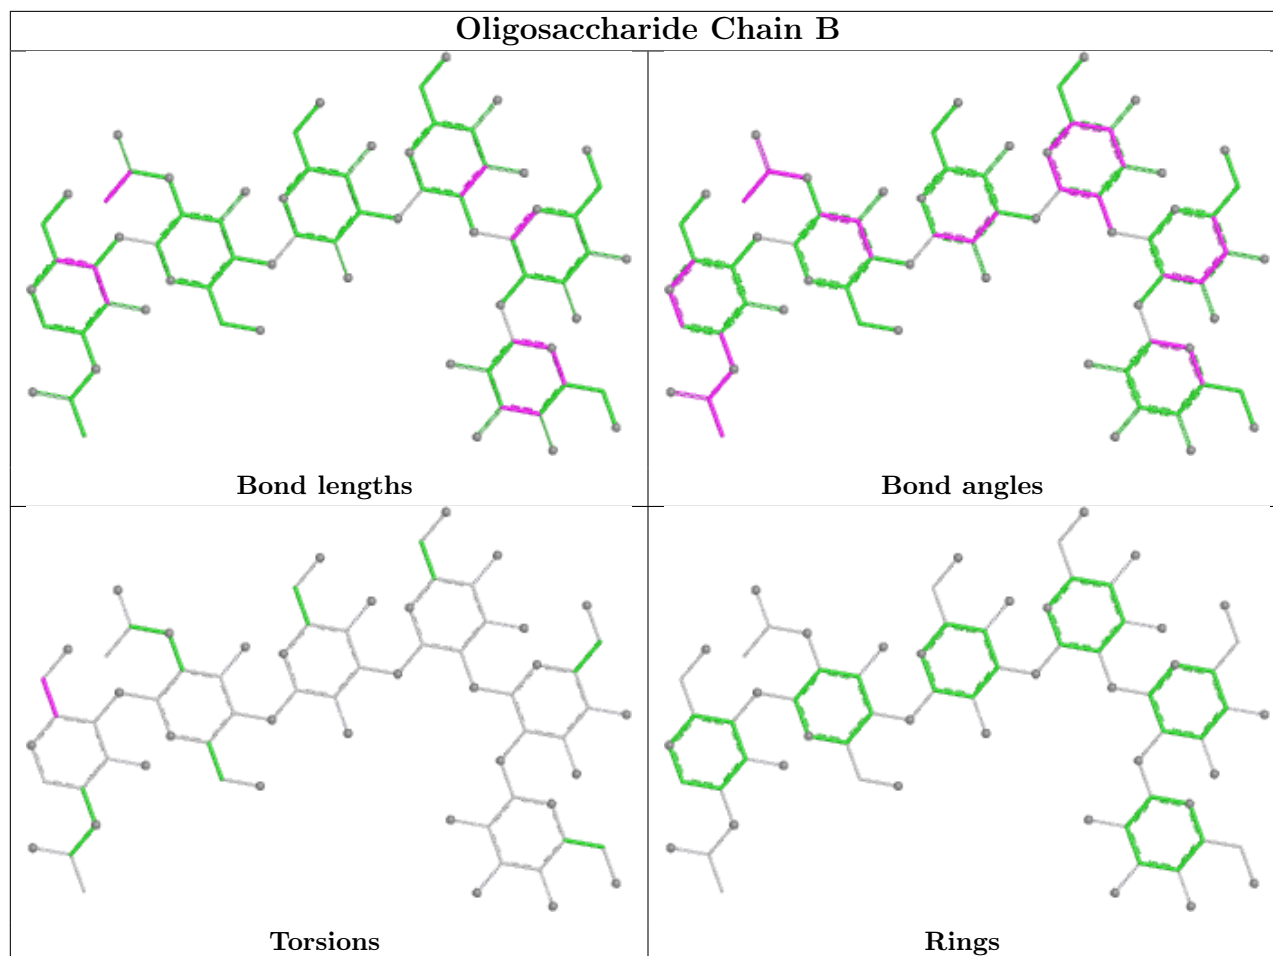 Oligosaccharide Chain B
Bond lengths
Bond angles
Torsions
Rings